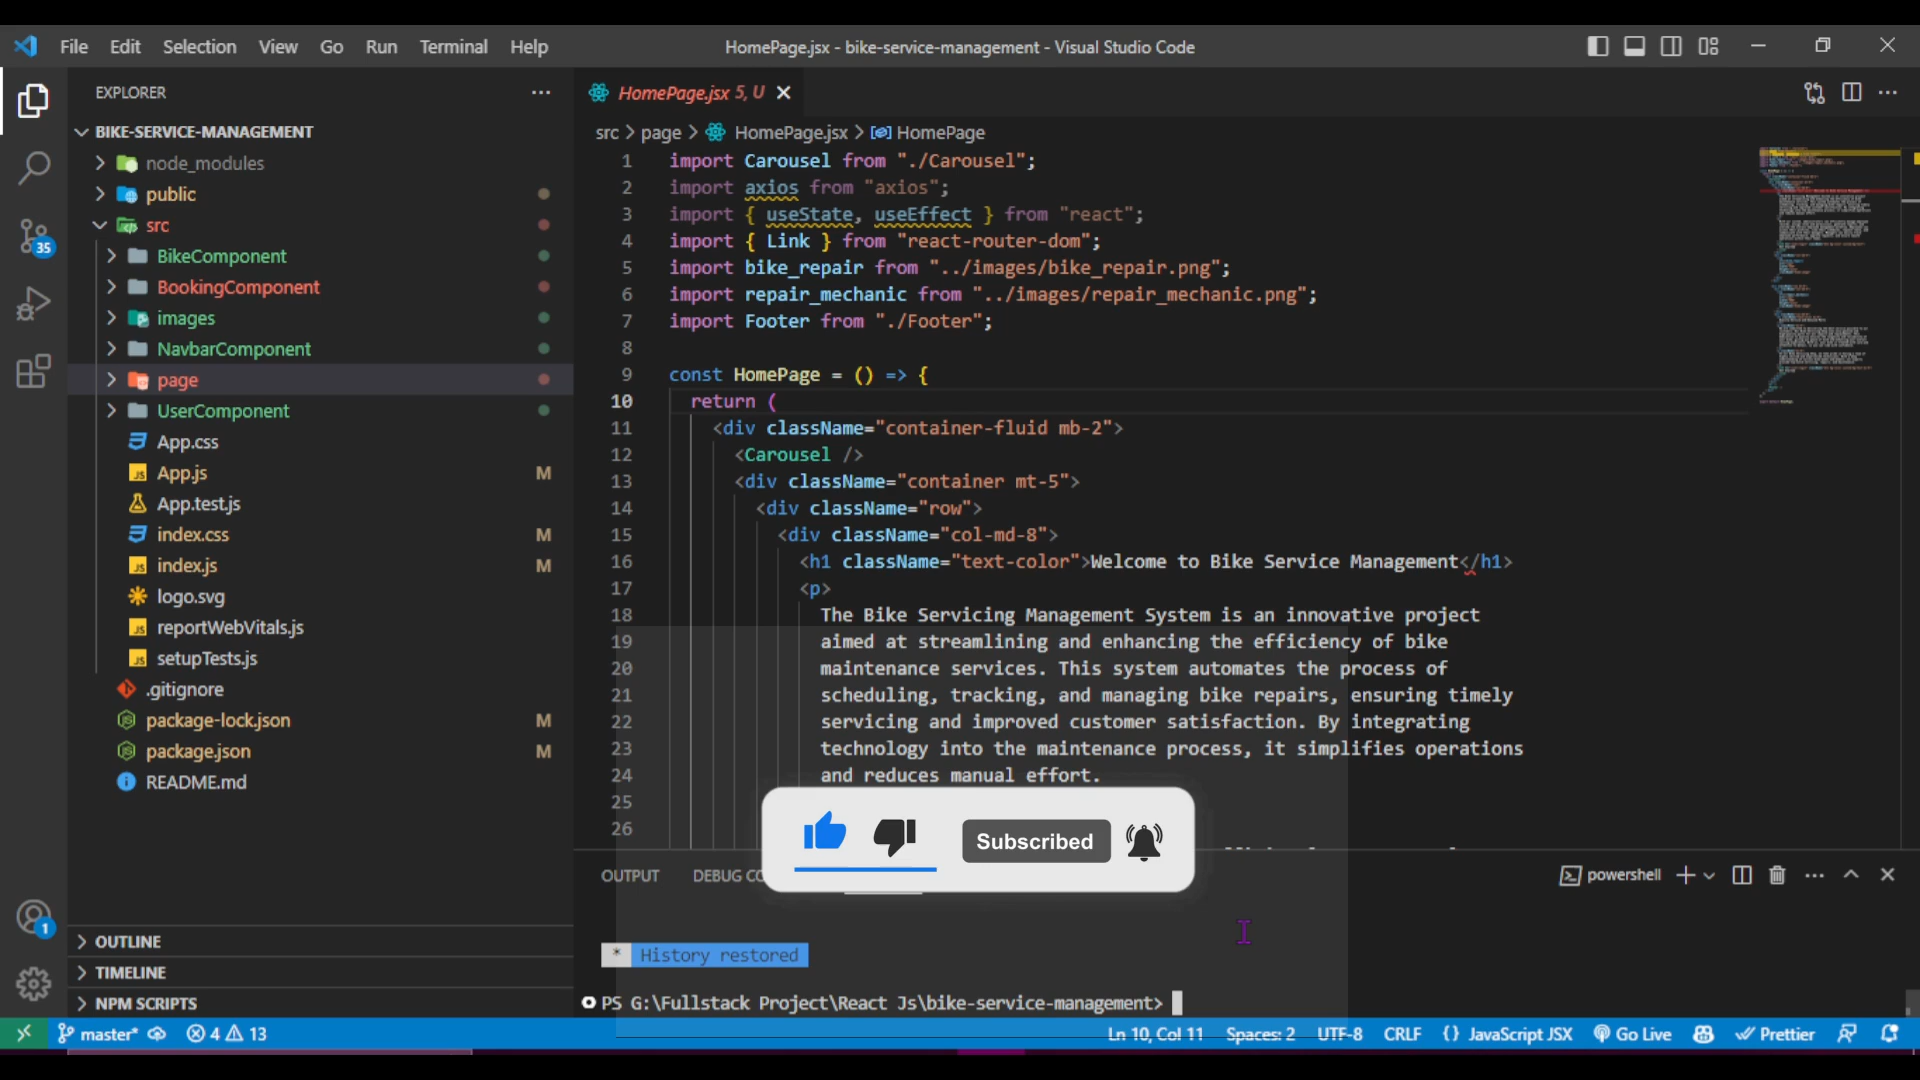 File Edit Selection View Go Run Terminal Help HomePage.jsx - bike-service-management - Visual Studio Code
EXPLORER
BIKE-SERVICE-MANAGEMENT
node_modules
public
src
BikeComponent
BookingComponent
images
NavbarComponent
page
UserComponent
App.css
App.js M
App.test.js
index.css M
index.js M
logo.svg
reportWebVitals.js
setupTests.js
.gitignore
package-lock.json M
package.json M
README.md
OUTLINE
TIMELINE
NPM SCRIPTS
35
1
HomePage.jsx 5, U
src > page > HomePage.jsx > HomePage
1 import Carousel from "./Carousel";
2 import axios from "axios";
3 import { useState, useEffect } from "react";
4 import { Link } from "react-router-dom";
5 import bike_repair from "../images/bike_repair.png";
6 import repair_mechanic from "../images/repair_mechanic.png";
7 import Footer from "./Footer";
8
9 const HomePage = () => {
10 return (
11 <div className="container-fluid mb-2">
12 <Carousel />
13 <div className="container mt-5">
14 <div className="row">
15 <div className="col-md-8">
16 <h1 className="text-color">Welcome to Bike Service Management</h1>
17 <p>
18 The Bike Servicing Management System is an innovative project
19 aimed at streamlining and enhancing the efficiency of bike
20 maintenance services. This system automates the process of
21 scheduling, tracking, and managing bike repairs, ensuring timely
22 servicing and improved customer satisfaction. By integrating
23 technology into the maintenance process, it simplifies operations
24 and reduces manual effort.
25
26
Subscribed
OUTPUT DEBUG CO powershell
* History restored
PS G:\Fullstack Project\React Js\bike-service-management>
master* 4 13 Ln 10, Col 11 Spaces: 2 UTF-8 CRLF {} JavaScript JSX Go Live Prettier